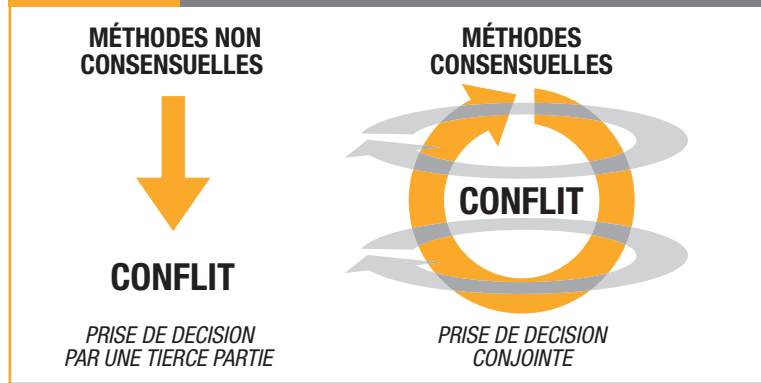 MÉTHODES NON
CONSENSUELLES
CONFLIT
PRISE DE DECISION
PAR UNE TIERCE PARTIE
MÉTHODES
CONSENSUELLES
CONFLIT
PRISE DE DECISION
CONJOINTE